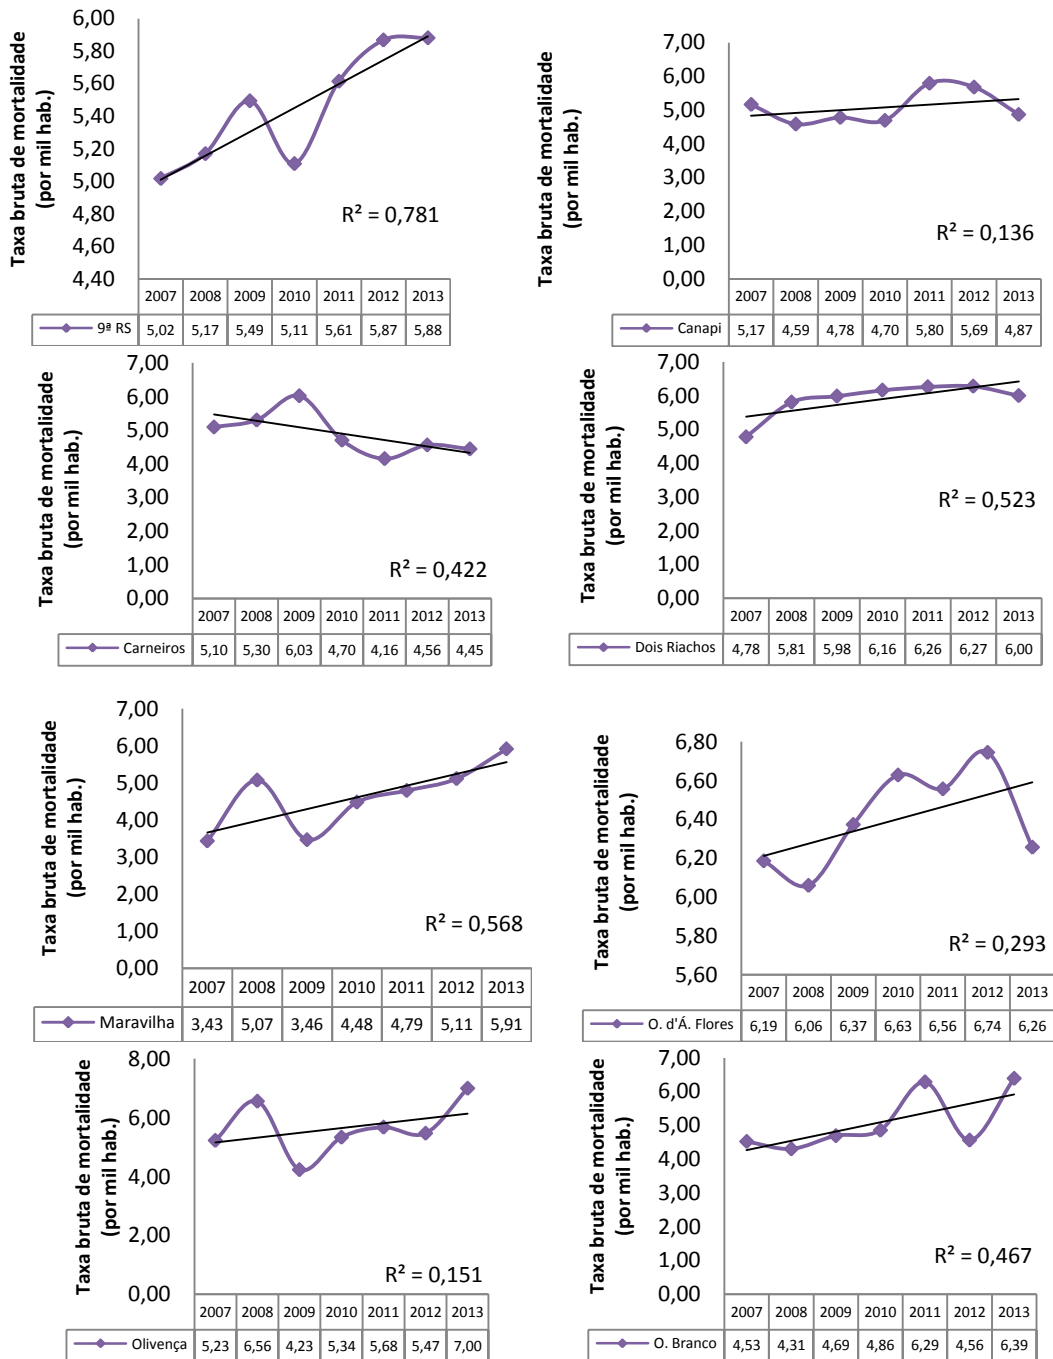 6,00
5,80
5,60
5,40
5,20
5,00
4,80
4,60
4,40
Taxa bruta de mortalidade
(por mil hab.)
R² = 0,781
2007 2008 2009 2010 2011 2012 2013
9ª RS 5,02 5,17 5,49 5,11 5,61 5,87 5,88
7,00
6,00
5,00
4,00
3,00
2,00
1,00
0,00
Taxa bruta de mortalidade
(por mil hab.)
R² = 0,136
2007 2008 2009 2010 2011 2012 2013
Canapi 5,17 4,59 4,78 4,70 5,80 5,69 4,87
7,00
6,00
5,00
4,00
3,00
2,00
1,00
0,00
Taxa bruta de mortalidade
(por mil hab.)
R² = 0,422
2007 2008 2009 2010 2011 2012 2013
Carneiros 5,10 5,30 6,03 4,70 4,16 4,56 4,45
7,00
6,00
5,00
4,00
3,00
2,00
1,00
0,00
Taxa bruta de mortalidade
(por mil hab.)
R² = 0,523
2007 2008 2009 2010 2011 2012 2013
Dois Riachos 4,78 5,81 5,98 6,16 6,26 6,27 6,00
7,00
6,00
5,00
4,00
3,00
2,00
1,00
0,00
Taxa bruta de mortalidade
(por mil hab.)
R² = 0,568
2007 2008 2009 2010 2011 2012 2013
Maravilha 3,43 5,07 3,46 4,48 4,79 5,11 5,91
6,80
6,60
6,40
6,20
6,00
5,80
5,60
Taxa bruta de mortalidade
(por mil hab.)
R² = 0,293
2007 2008 2009 2010 2011 2012 2013
O. d'Á. Flores 6,19 6,06 6,37 6,63 6,56 6,74 6,26
8,00
6,00
4,00
2,00
0,00
Taxa bruta de mortalidade
(por mil hab.)
R² = 0,151
2007 2008 2009 2010 2011 2012 2013
Olivença 5,23 6,56 4,23 5,34 5,68 5,47 7,00
7,00
6,00
5,00
4,00
3,00
2,00
1,00
0,00
Taxa bruta de mortalidade
(por mil hab.)
R² = 0,467
2007 2008 2009 2010 2011 2012 2013
O. Branco 4,53 4,31 4,69 4,86 6,29 4,56 6,39